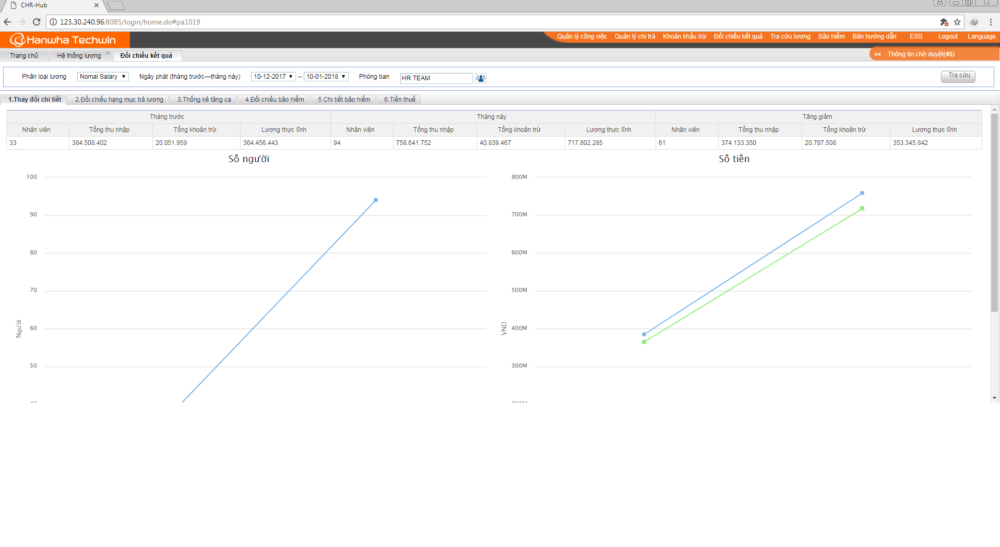 CHR-Hub
123.30.240.96:8085/login/home.do#pa1019
Hanwha Techwin
Quản lý công việc Quản lý chi trả Khoản khấu trừ Đối chiếu kết quả Tra cứu lương Bảo hiểm Bản hướng dẫn ESS Logout Language
Trang chủ Hệ thống lương Đối chiếu kết quả
<< Thông tin chờ duyệt(45)
Phân loại lương Nomal Salary Ngày phát (tháng trước—tháng này) 10-12-2017 -- 10-01-2018 Phòng ban HR TEAM Tra cứu
1.Thay đổi chi tiết 2.Đối chiếu hạng mục trả lương 3.Thống kê tăng ca 4.Đối chiếu bảo hiểm 5.Chi tiết bảo hiểm 6.Tiền thuế
Tháng trước Tháng này Tăng giảm
Nhân viên Tổng thu nhập Tổng khoản trừ Lương thực lĩnh Nhân viên Tổng thu nhập Tổng khoản trừ Lương thực lĩnh Nhân viên Tổng thu nhập Tổng khoản trừ Lương thực lĩnh
33 384.508.402 20.051.959 364.456.443 94 758.641.752 40.839.467 717.802.285 61 374.133.350 20.787.508 353.345.842
Số người
100
90
80
70
60
50
Người
Số tiền
800M
700M
600M
500M
400M
300M
VND